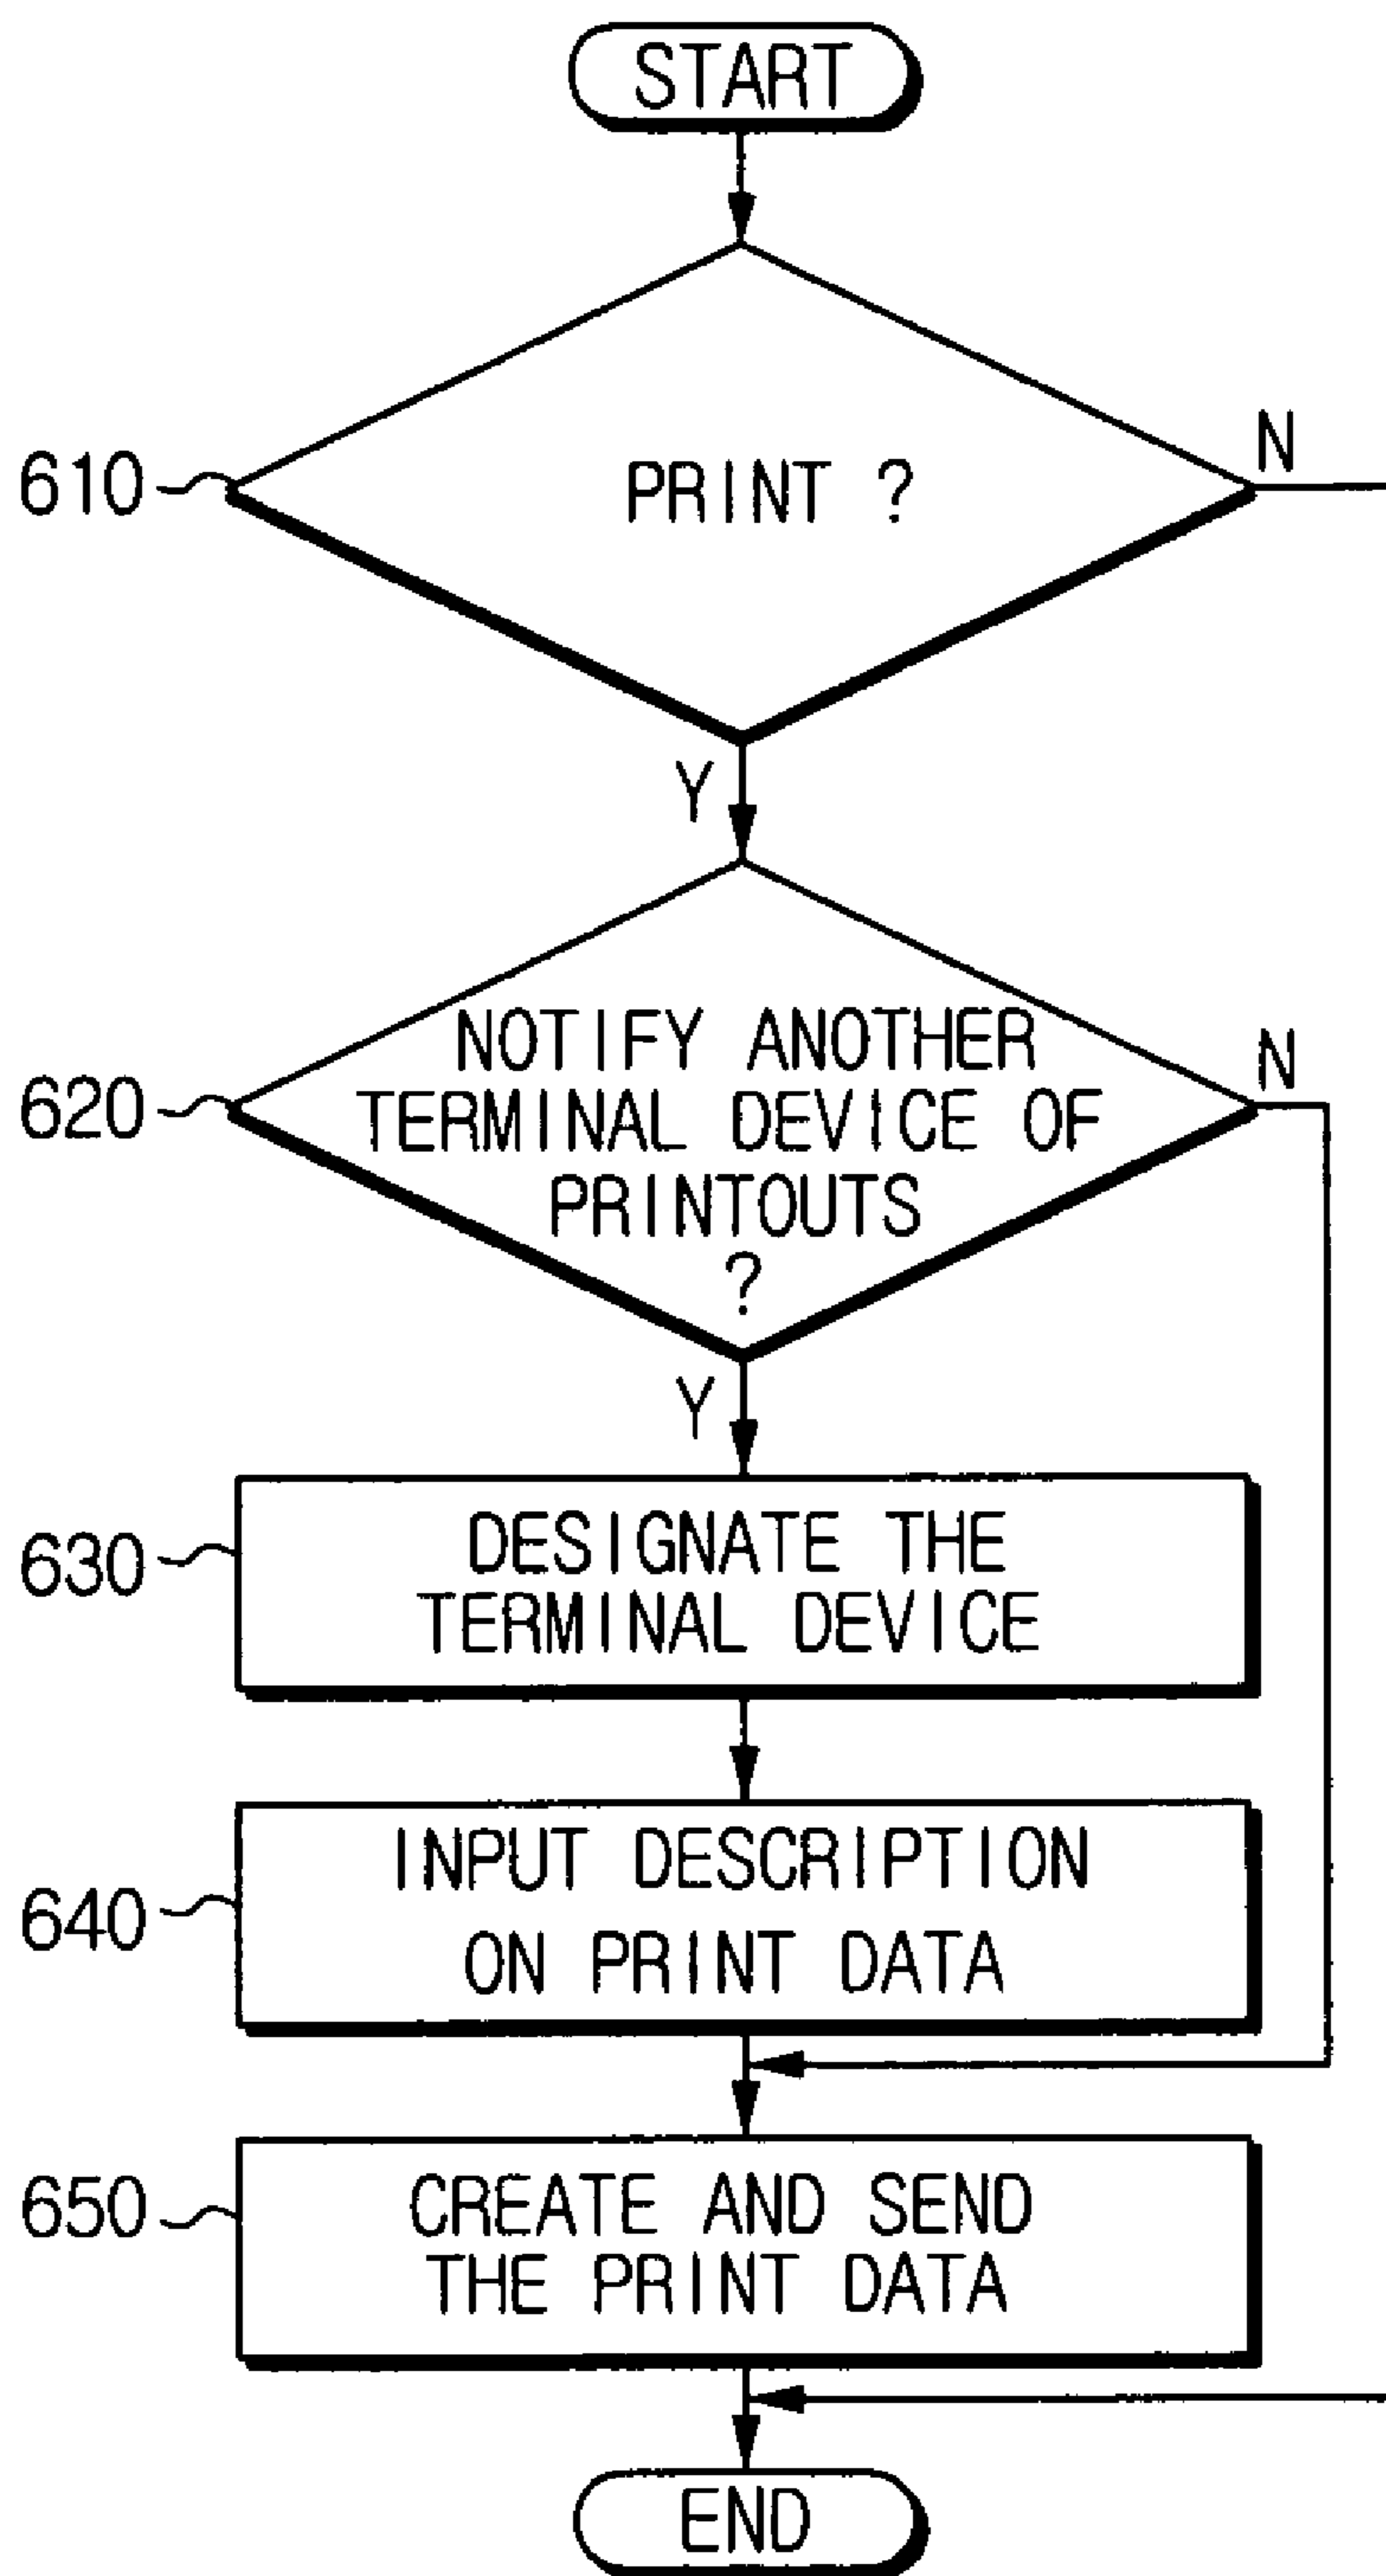 START
610
PRINT ?
N
Y
620
NOTIFY ANOTHER
TERMINAL DEVICE OF
PRINTOUTS
?
N
Y
630
DESIGNATE THE
TERMINAL DEVICE
640
INPUT DESCRIPTION
ON PRINT DATA
650
CREATE AND SEND
THE PRINT DATA
END